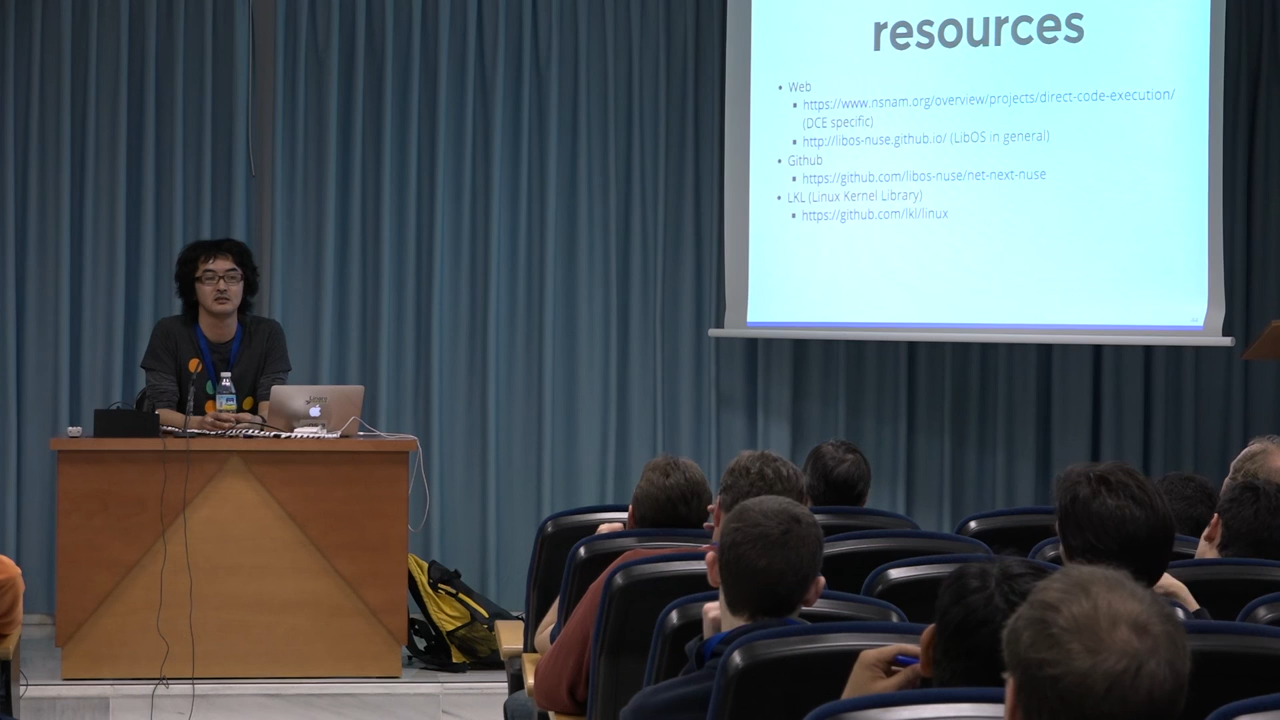 resources
• Web
▪ https://www.nsnam.org/overview/projects/direct-code-execution/
(DCE specific)
▪ http://libos-nuse.github.io/ (LibOS in general)
• Github
▪ https://github.com/libos-nuse/net-next-nuse
• LKL (Linux Kernel Library)
▪ https://github.com/lkl/linux